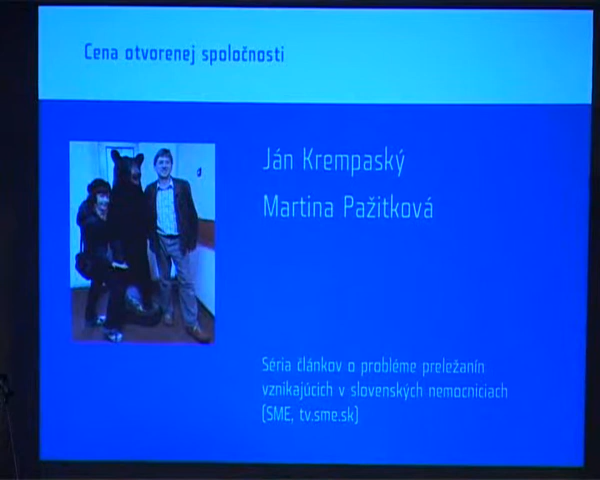 Cena otvorenej spoločnosti
Ján Krempaský
Martina Pažitková
Séria článkov o probléme preležanín
vznikajúcich v slovenských nemocniciach
(SME, tv.sme.sk)